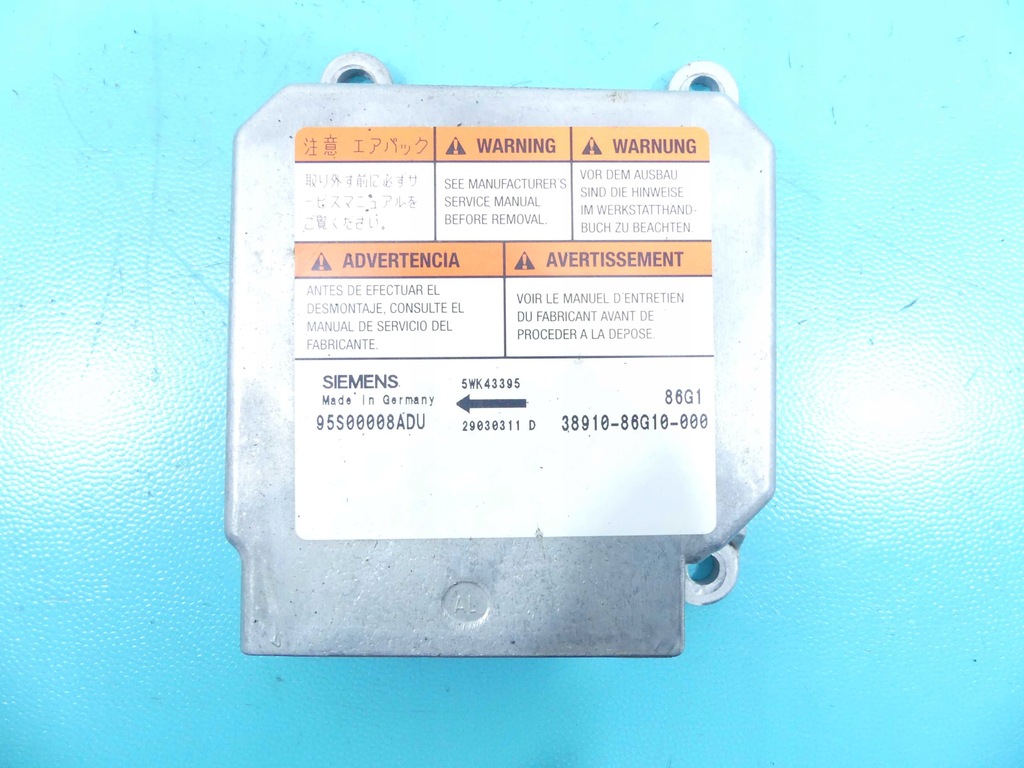 注意 エアバック
取り外す前に必ずサ
ービスマニュアルを
ご覧ください。
WARNING
SEE MANUFACTURER'S
SERVICE MANUAL
BEFORE REMOVAL.
WARNUNG
VOR DEM AUSBAU
SIND DIE HINWEISE
IM WERKSTATTHAND-
BUCH ZU BEACHTEN.
ADVERTENCIA
ANTES DE EFECTUAR EL
DESMONTAJE, CONSULTE EL
MANUAL DE SERVICIO DEL
FABRICANTE.
AVERTISSEMENT
VOIR LE MANUEL D'ENTRETIEN
DU FABRICANT AVANT DE
PROCEDER A LA DEPOSE.
SIEMENS 5WK43395
Made in Germany 86G1
95S00008ADU 29030311 D 38910-86G10-000
AL